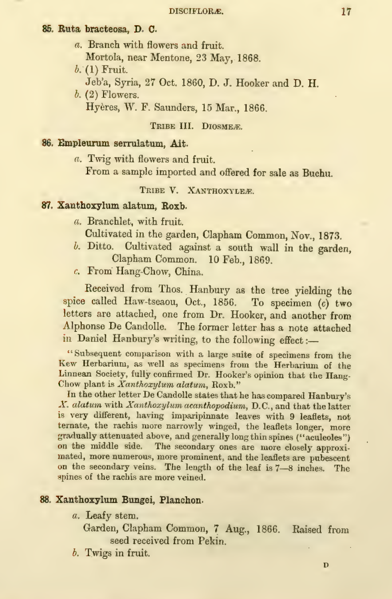 DISCIFLORÆ. 17
85. Ruta bracteosa, D. C.
a. Branch with flowers and fruit.
Mortola, near Mentone, 23 May, 1868.
b. (1) Fruit.
Jeb'a, Syria, 27 Oct. 1860, D. J. Hooker and D. H.
b. (2) Flowers.
Hyères, W. F. Saunders, 15 Mar., 1866.
TRIBE III. DIOSMEÆ.
86. Empleurum serrulatum, Ait.
a. Twig with flowers and fruit.
From a sample imported and offered for sale as Buchu.
TRIBE V. XANTHOXYLEÆ.
87. Xanthoxylum alatum, Roxb.
a. Branchlet, with fruit.
Cultivated in the garden, Clapham Common, Nov., 1873.
b. Ditto. Cultivated against a south wall in the garden,
Clapham Common. 10 Feb., 1869.
c. From Hang-Chow, China.
Received from Thos. Hanbury as the tree yielding the
spice called Haw-tseaou, Oct., 1856. To specimen (c) two
letters are attached, one from Dr. Hooker, and another from
Alphonse De Candolle. The former letter has a note attached
in Daniel Hanbury's writing, to the following effect :—
"Subsequent comparison with a large suite of specimens from the
Kew Herbarium, as well as specimens from the Herbarium of the
Linnean Society, fully confirmed Dr. Hooker's opinion that the Hang-
Chow plant is Xanthoxylum alatum, Roxb."
In the other letter De Candolle states that he has compared Hanbury's
X. alatum with Xanthoxylum acanthopodium, D.C., and that the latter
is very different, having imparipinnate leaves with 9 leaflets, not
ternate, the rachis more narrowly winged, the leaflets longer, more
gradually attenuated above, and generally long thin spines ("aculeoles")
on the middle side. The secondary ones are more closely approxi-
mated, more numerous, more prominent, and the leaflets are pubescent
on the secondary veins. The length of the leaf is 7—8 inches. The
spines of the rachis are more veined.
88. Xanthoxylum Bungei, Planchon.
a. Leafy stem.
Garden, Clapham Common, 7 Aug., 1866. Raised from
seed received from Pekin.
b. Twigs in fruit.
D